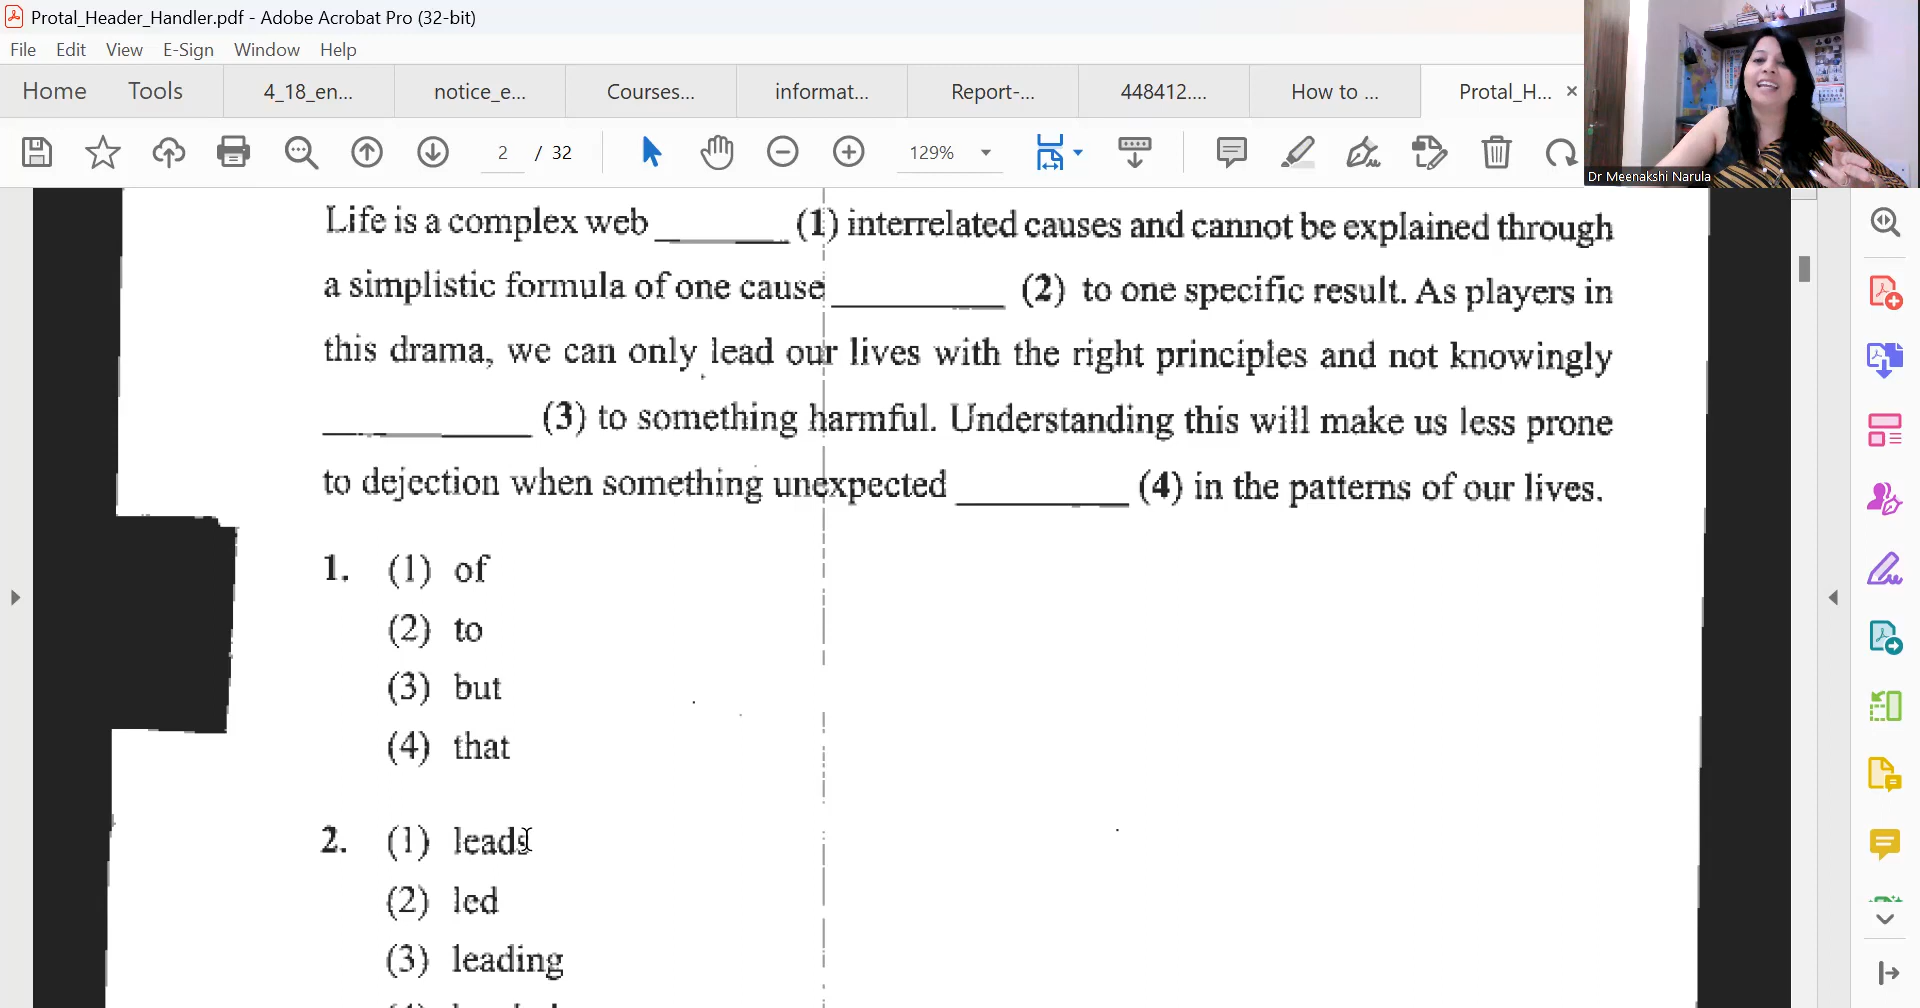 Protal_Header_Handler.pdf - Adobe Acrobat Pro (32-bit)
File Edit View E-Sign Window Help
Home Tools 4_18_en... notice_e... Courses... informat... Report-... 448412.... How to ... Protal_H... ×
2 / 32 129%
Dr Meenakshi Narula
Life is a complex web _______ (1) interrelated causes and cannot be explained through
a simplistic formula of one cause _________ (2) to one specific result. As players in
this drama, we can only lead our lives with the right principles and not knowingly
___________ (3) to something harmful. Understanding this will make us less prone
to dejection when something unexpected _________ (4) in the patterns of our lives.
1. (1) of
(2) to
(3) but
(4) that
2. (1) leads
(2) led
(3) leading